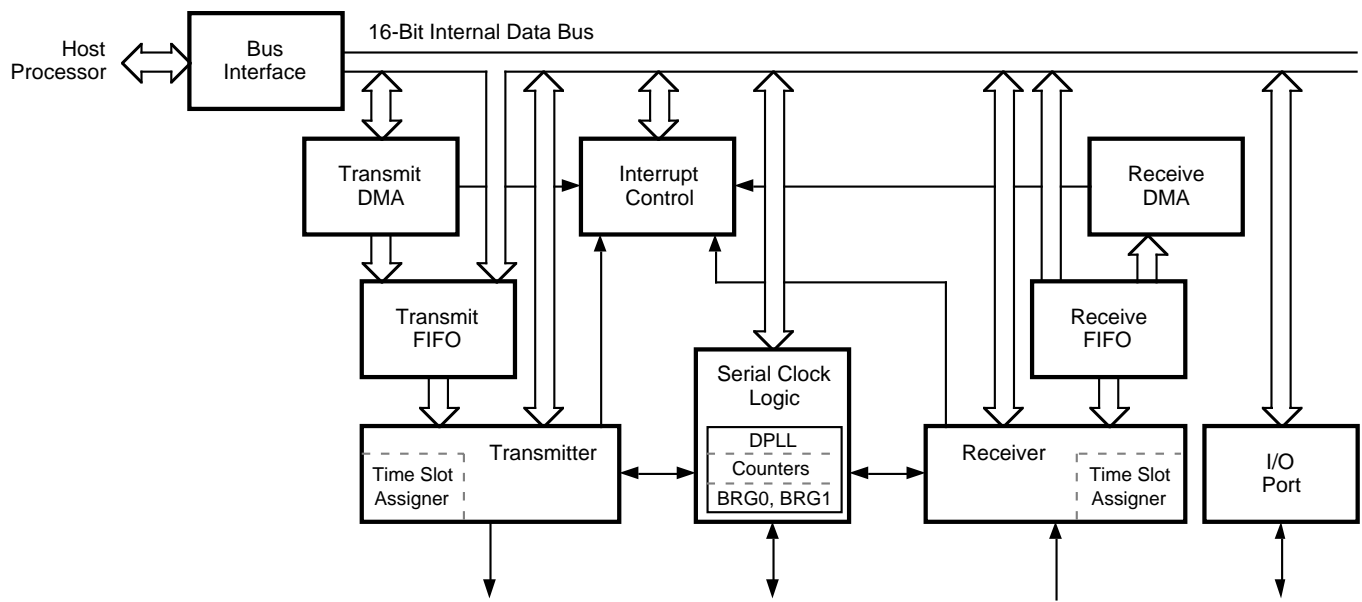 16-Bit Internal Data Bus
Host
Processor
Bus
Interface
Transmit
DMA
Interrupt
Control
Receive
DMA
Transmit
FIFO
Receive
FIFO
Serial Clock
Logic
DPLL
Counters
BRG0, BRG1
Transmitter
Time Slot
Assigner
Receiver
Time Slot
Assigner
I/O
Port